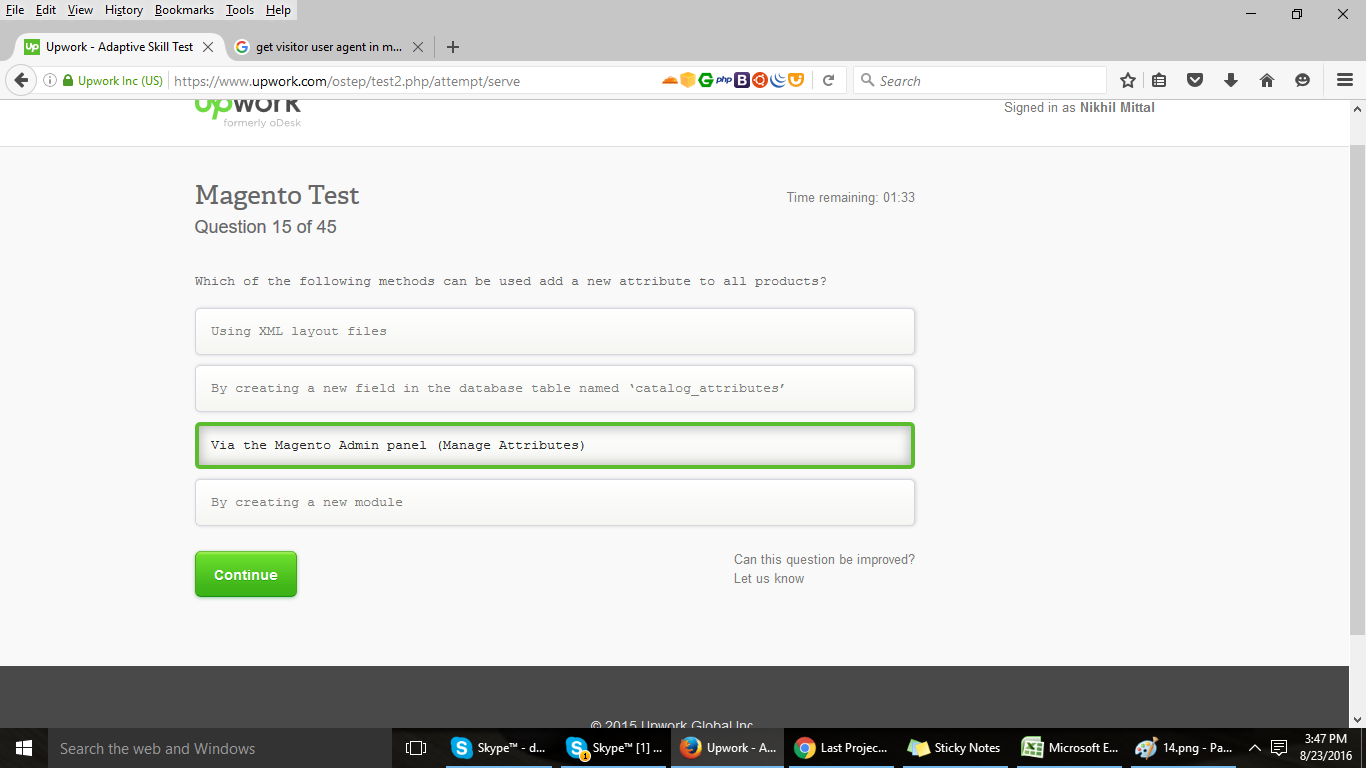 File Edit View History Bookmarks Tools Help
Upwork - Adaptive Skill Test
get visitor user agent in m...
Upwork Inc (US)
https://www.upwork.com/ostep/test2.php/attempt/serve
php
Search
upwork
formerly oDesk
Signed in as Nikhil Mittal
Magento Test
Time remaining: 01:33
Question 15 of 45
Which of the following methods can be used add a new attribute to all products?
Using XML layout files
By creating a new field in the database table named ‘catalog_attributes’
Via the Magento Admin panel (Manage Attributes)
By creating a new module
Continue
Can this question be improved?
Let us know
© 2015 Upwork Global Inc.
Search the web and Windows
Skype™ - d...
Skype™ [1] ...
Upwork - A...
Last Projec...
Sticky Notes
Microsoft E...
14.png - Pa...
3:47 PM
8/23/2016